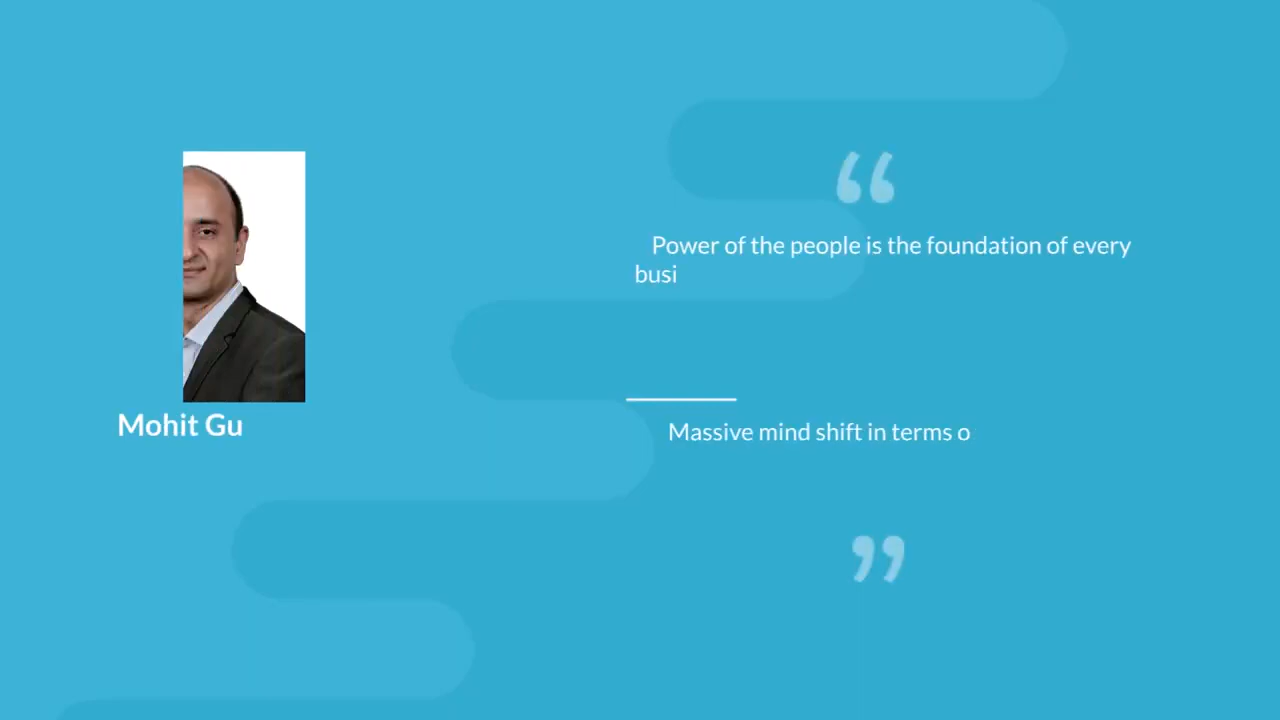 Power of the people is the foundation of every
busi
Mohit Gu
Massive mind shift in terms o